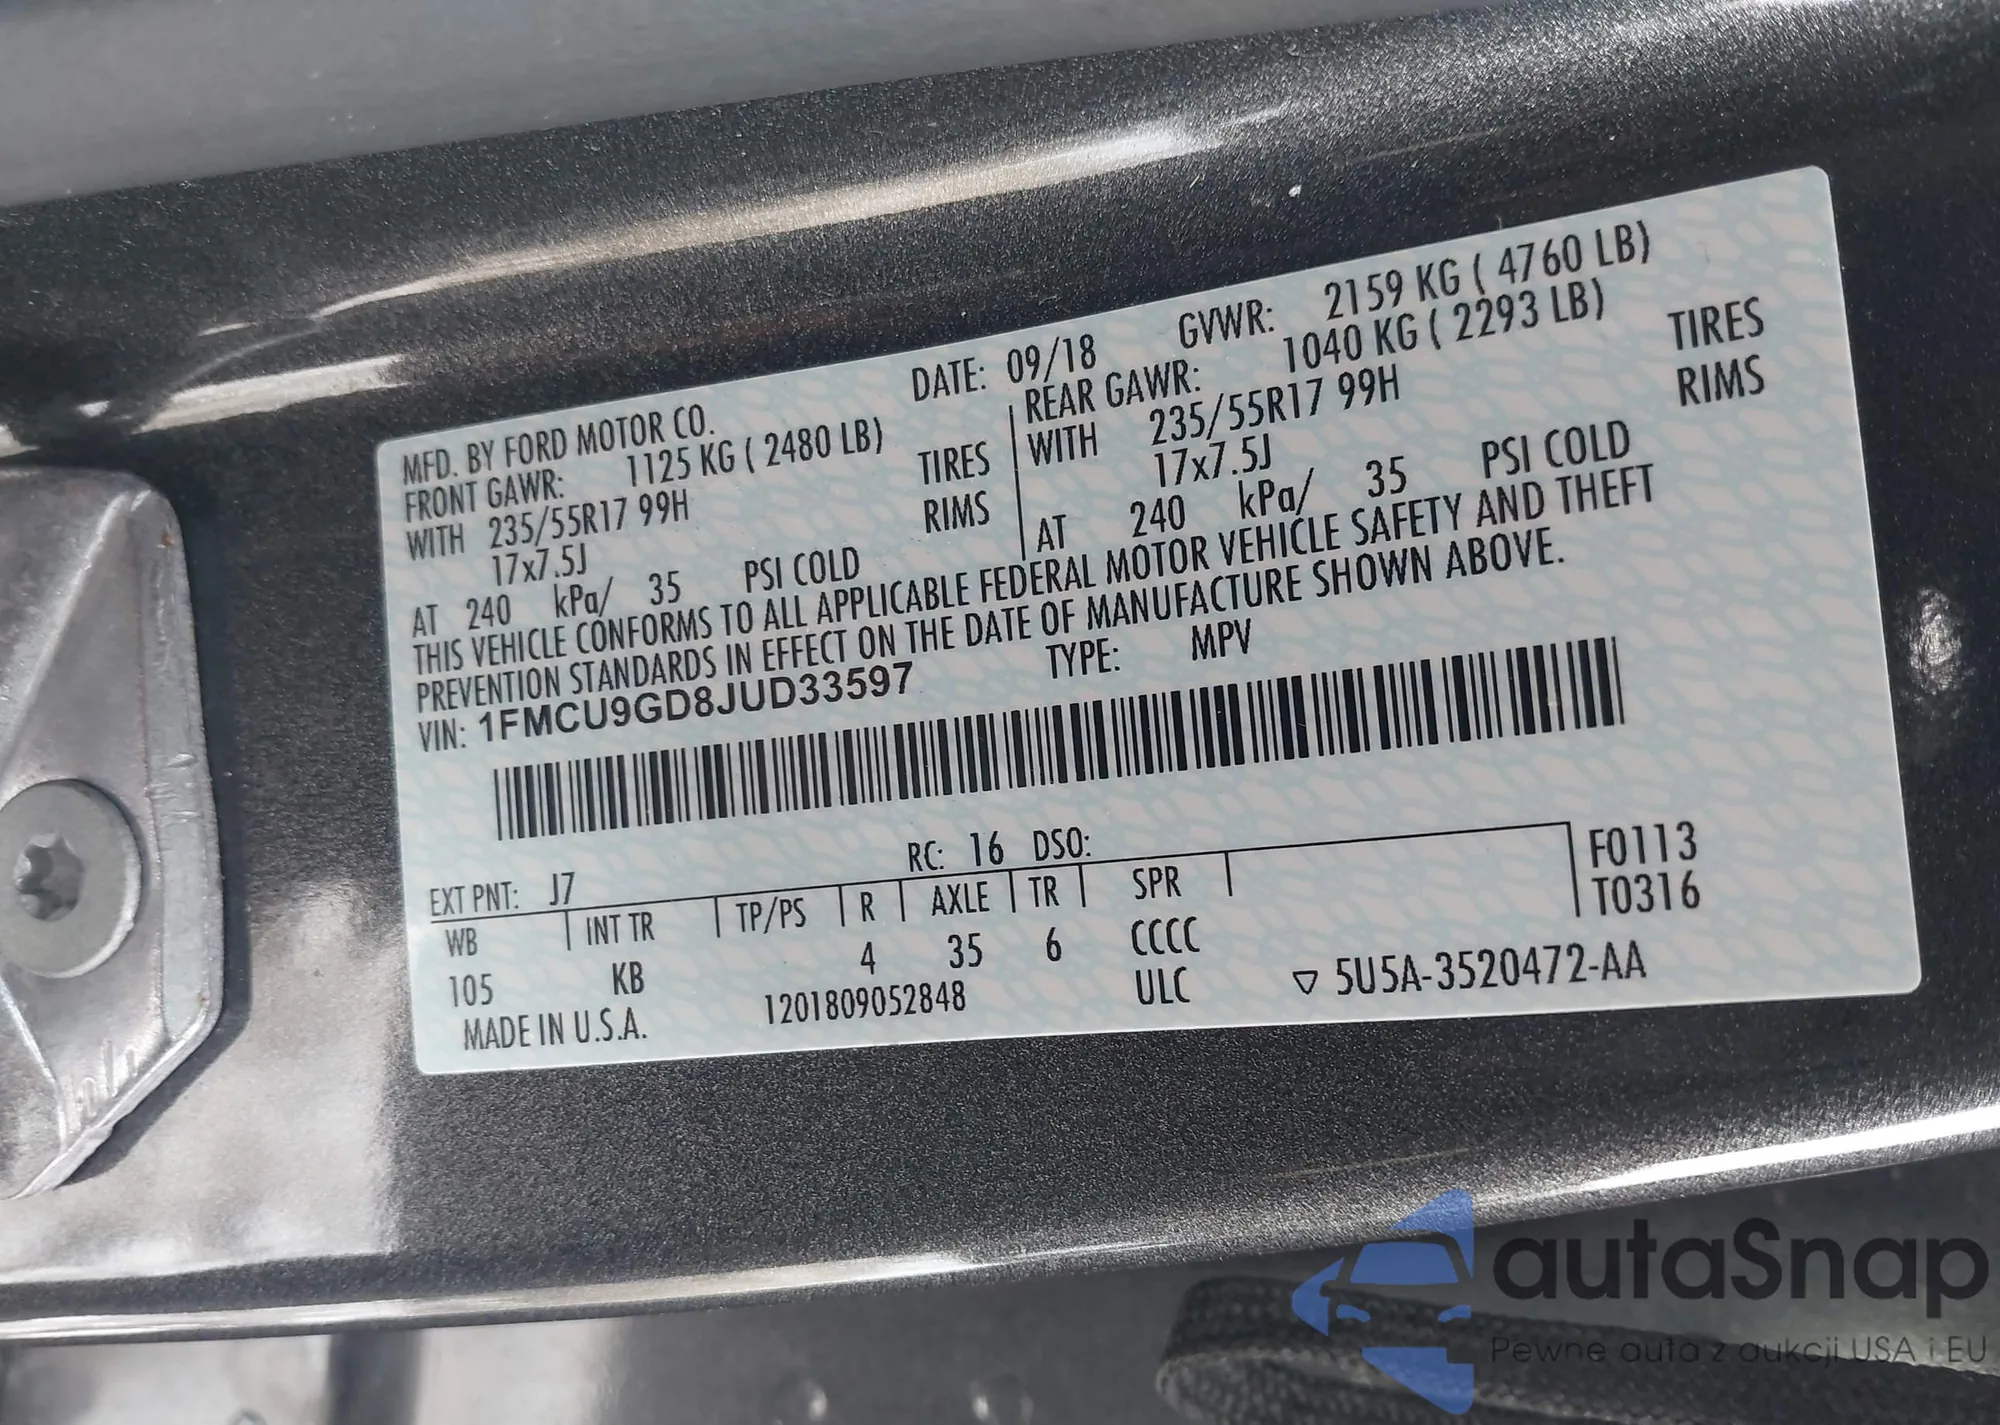 MFD. BY FORD MOTOR CO. DATE: 09/18 GVWR: 2159 KG ( 4760 LB)
FRONT GAWR: 1125 KG ( 2480 LB) REAR GAWR: 1040 KG ( 2293 LB)
WITH 235/55R17 99H TIRES WITH 235/55R17 99H TIRES
17x7.5J RIMS 17x7.5J RIMS
AT 240 kPa/ 35 PSI COLD AT 240 kPa/ 35 PSI COLD
THIS VEHICLE CONFORMS TO ALL APPLICABLE FEDERAL MOTOR VEHICLE SAFETY AND THEFT
PREVENTION STANDARDS IN EFFECT ON THE DATE OF MANUFACTURE SHOWN ABOVE.
VIN: 1FMCU9GD8JUD33597 TYPE: MPV
EXT PNT: J7 RC: 16 DSO: F0113
WB INT TR TP/PS R AXLE TR SPR T0316
105 KB 4 35 6 CCCC
MADE IN U.S.A. 1201809052848 ULC ▽ 5U5A-3520472-AA
autaSnap
Pewne auta z aukcji USA i EU